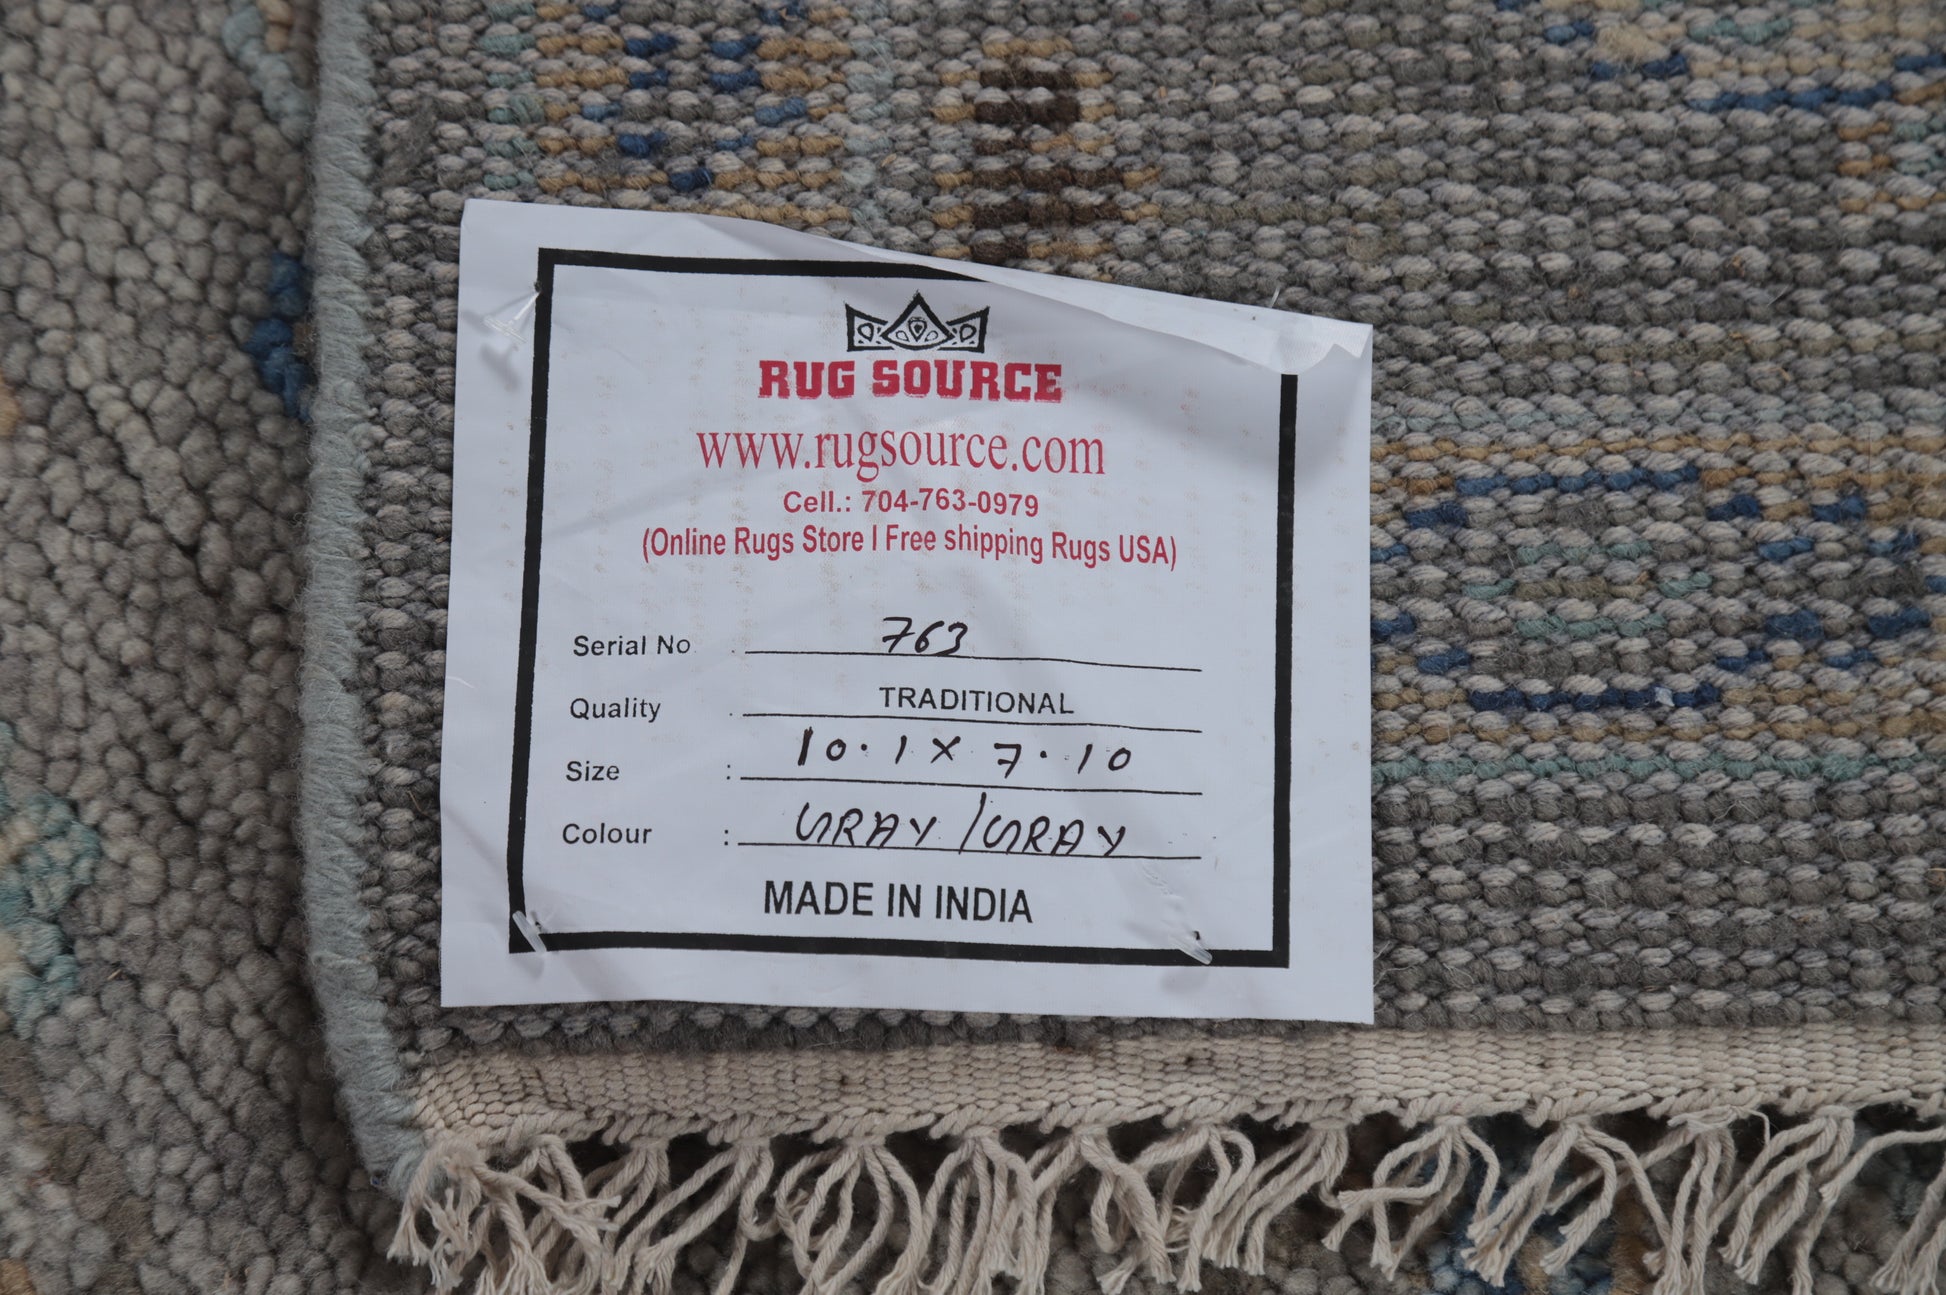 RUG SOURCE
www.rugsource.com
Cell.: 704-763-0979
(Online Rugs Store I Free shipping Rugs USA)
Serial No : 763
Quality : TRADITIONAL
Size : 10.1 X 7.10
Colour : GRAY / GRAY
MADE IN INDIA